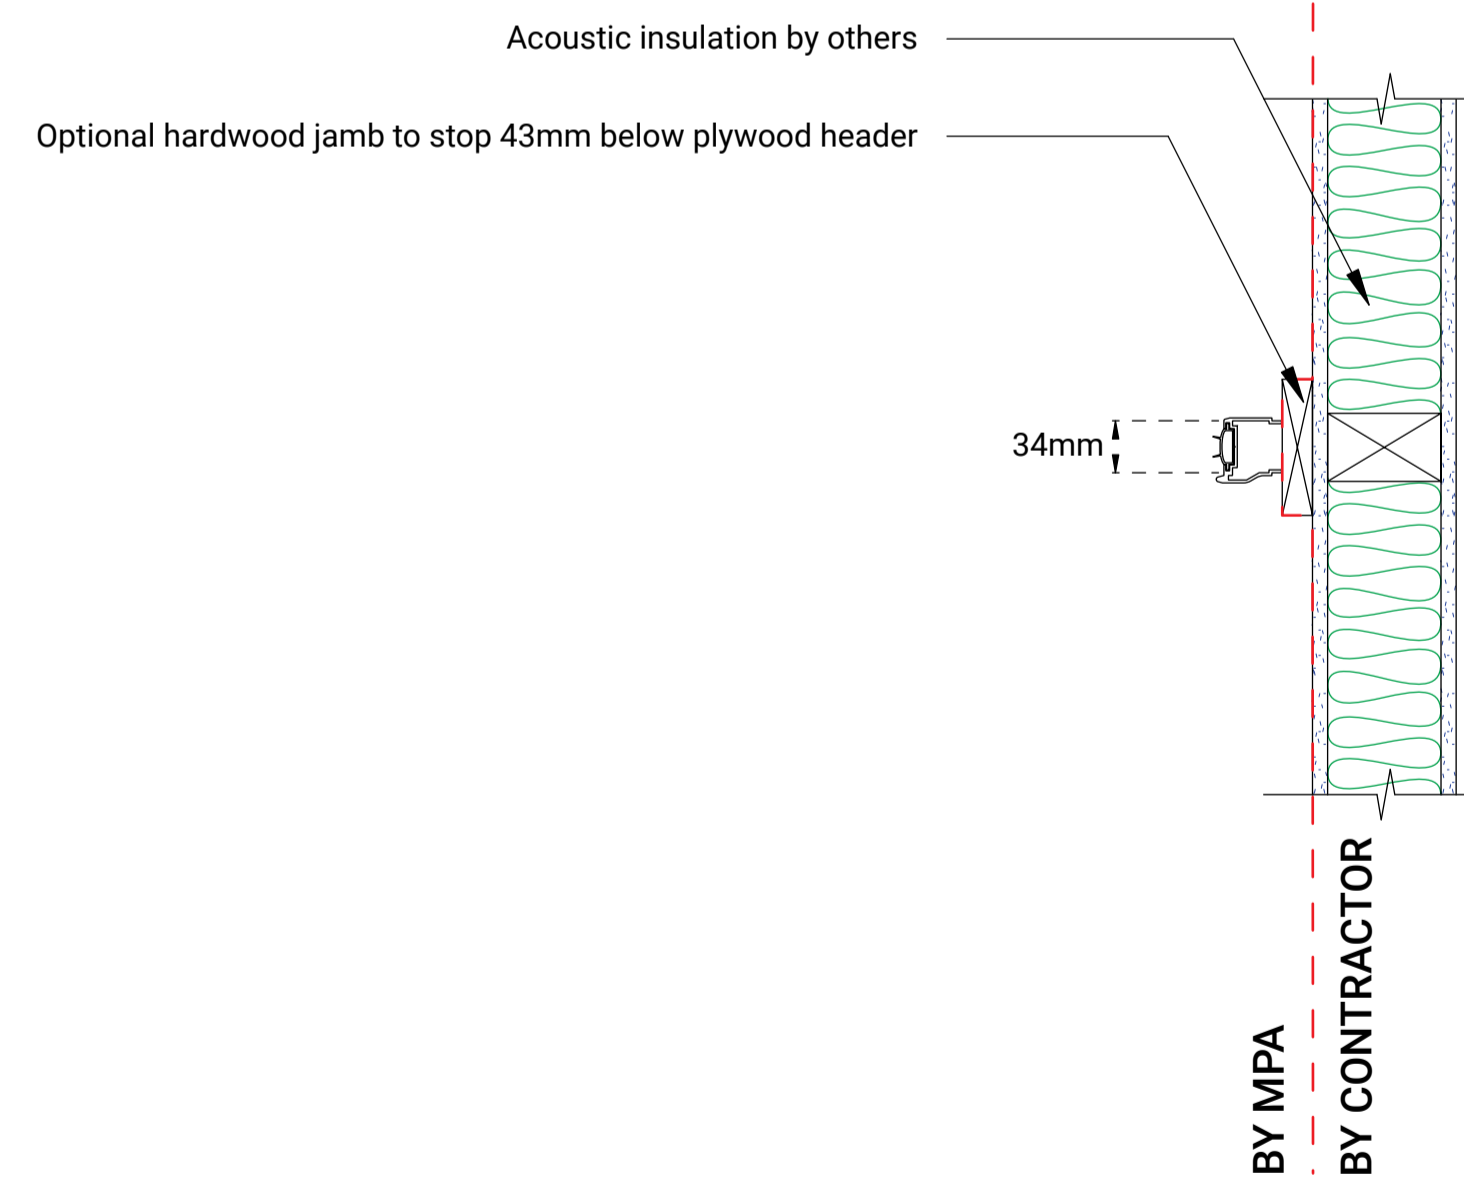 Acoustic insulation by others
Optional hardwood jamb to stop 43mm below plywood header
34mm
BY MPA
BY CONTRACTOR